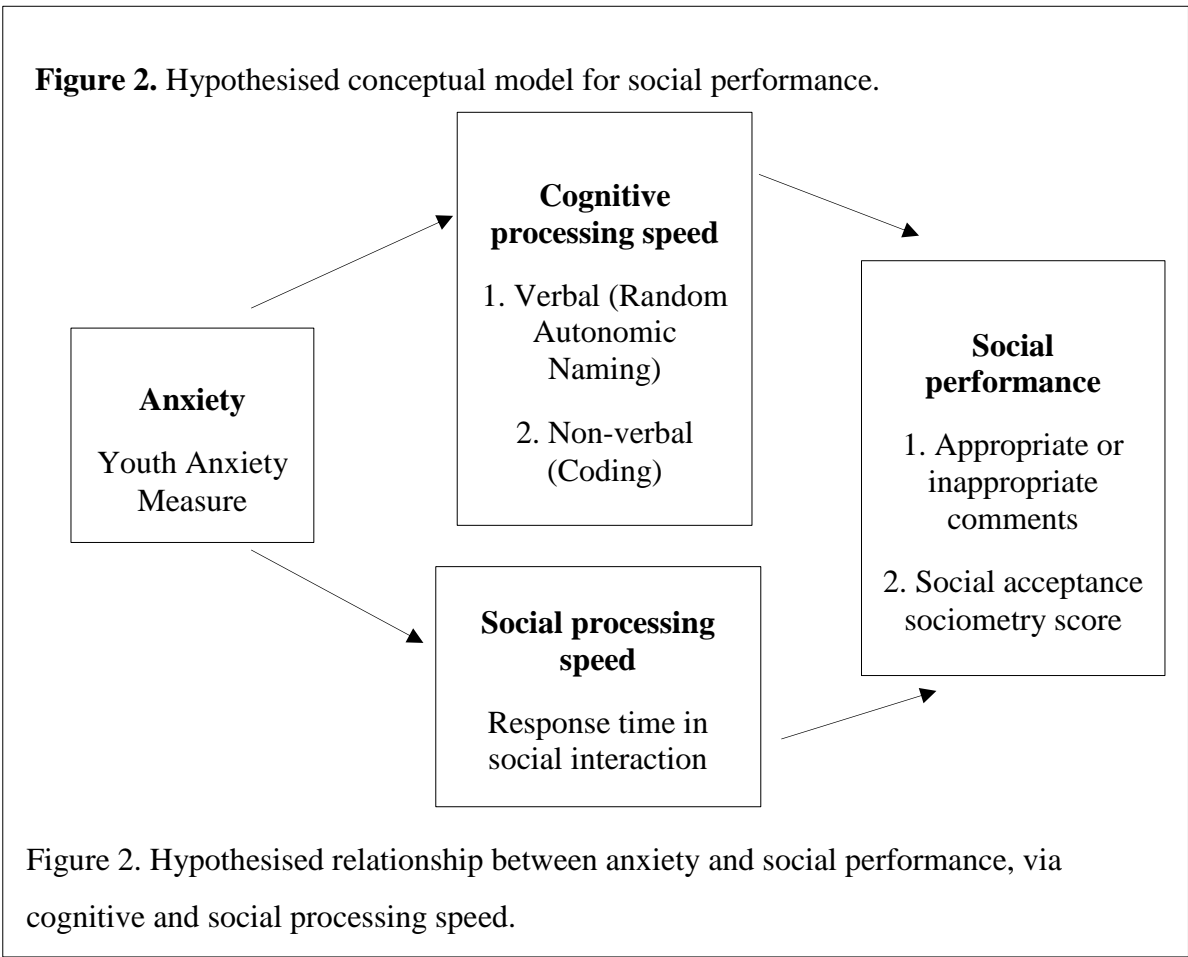 Figure 2. Hypothesised conceptual model for social performance.
Anxiety
Youth Anxiety
Measure
Cognitive
processing speed
1. Verbal (Random
Autonomic
Naming)
2. Non-verbal
(Coding)
Social processing
speed
Response time in
social interaction
Social
performance
1. Appropriate or
inappropriate
comments
2. Social acceptance
sociometry score
Figure 2. Hypothesised relationship between anxiety and social performance, via
cognitive and social processing speed.